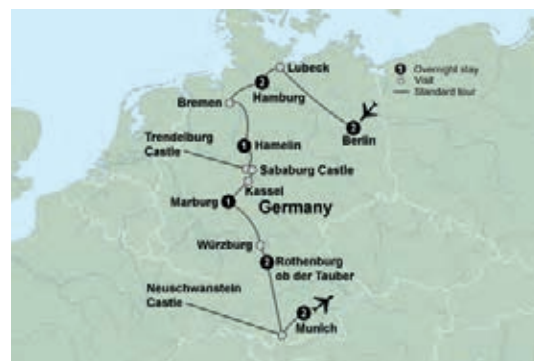 Lubeck
1 Overnight stay
Visit
Standard tour
2
Hamburg
Bremen
2
Berlin
Trendelburg
Castle
1
Hamelin
Sababurg Castle
Kassel
Marburg
1
Germany
Würzburg
2
Rothenburg
ob der Tauber
Neuschwanstein
Castle
2
Munich